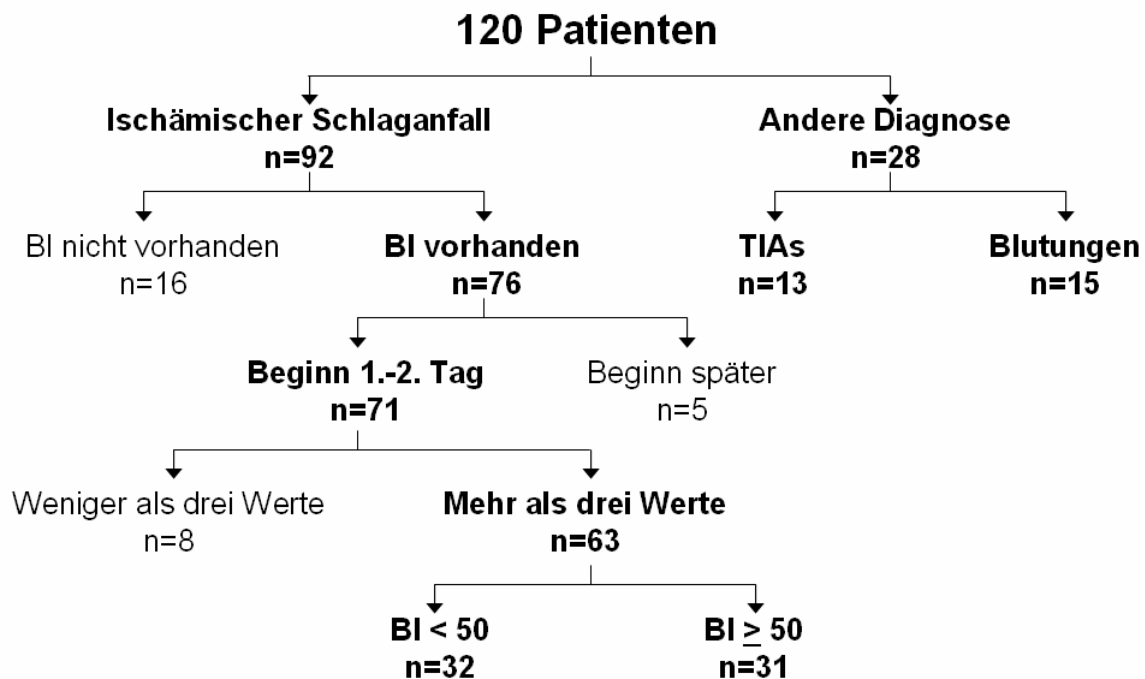 120 Patienten
Ischämischer Schlaganfall
n=92
Andere Diagnose
n=28
BI nicht vorhanden
n=16
BI vorhanden
n=76
TIAs
n=13
Blutungen
n=15
Beginn 1.-2. Tag
n=71
Beginn später
n=5
Weniger als drei Werte
n=8
Mehr als drei Werte
n=63
BI < 50
n=32
BI ≥ 50
n=31